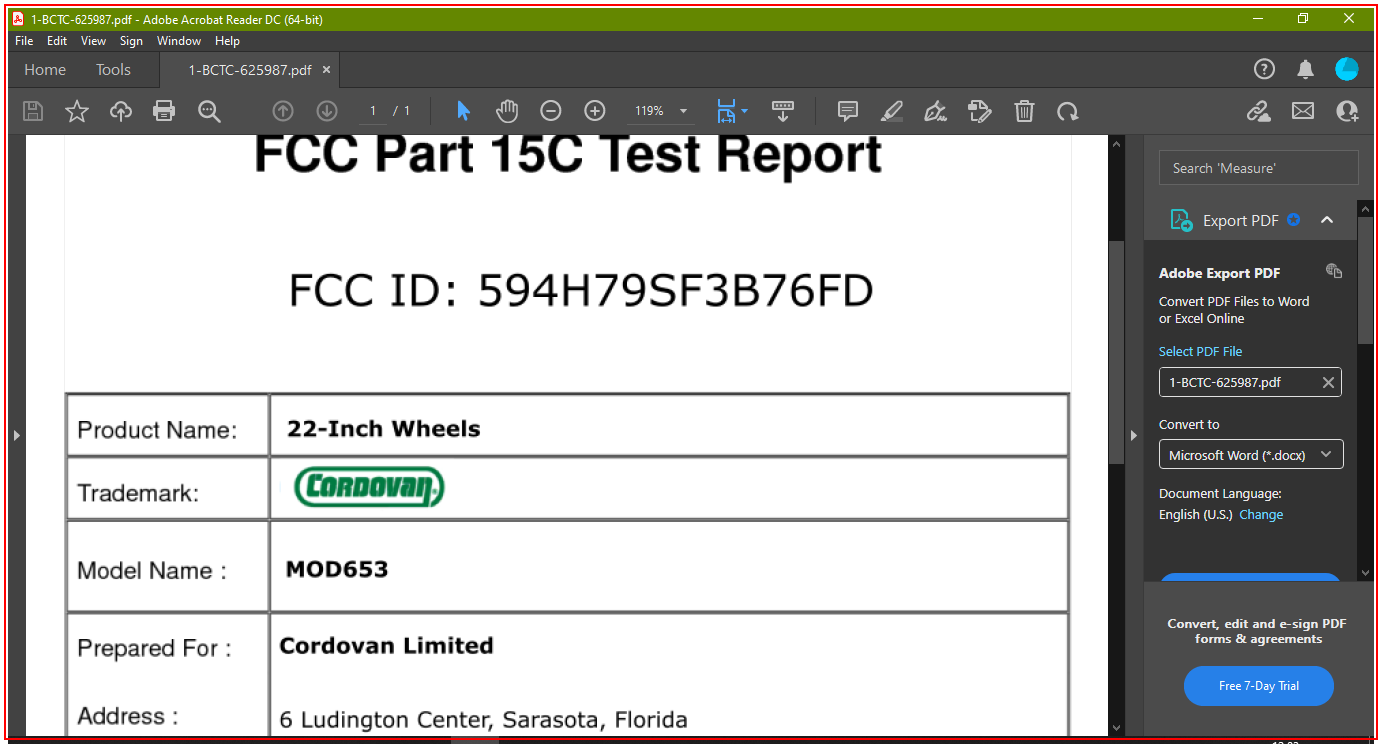 1-BCTC-625987.pdf - Adobe Acrobat Reader DC (64-bit)
File Edit View Sign Window Help
Home Tools 1-BCTC-625987.pdf ×
1 / 1 119%
FCC Part 15C Test Report
FCC ID: 594H79SF3B76FD
Product Name: 22-Inch Wheels
Trademark: CORDOVAN
Model Name : MOD653
Prepared For : Cordovan Limited
Address : 6 Ludington Center, Sarasota, Florida
Search 'Measure'
Export PDF
Adobe Export PDF
Convert PDF Files to Word
or Excel Online
Select PDF File
1-BCTC-625987.pdf
Convert to
Microsoft Word (*.docx)
Document Language:
English (U.S.) Change
Convert, edit and e-sign PDF
forms & agreements
Free 7-Day Trial